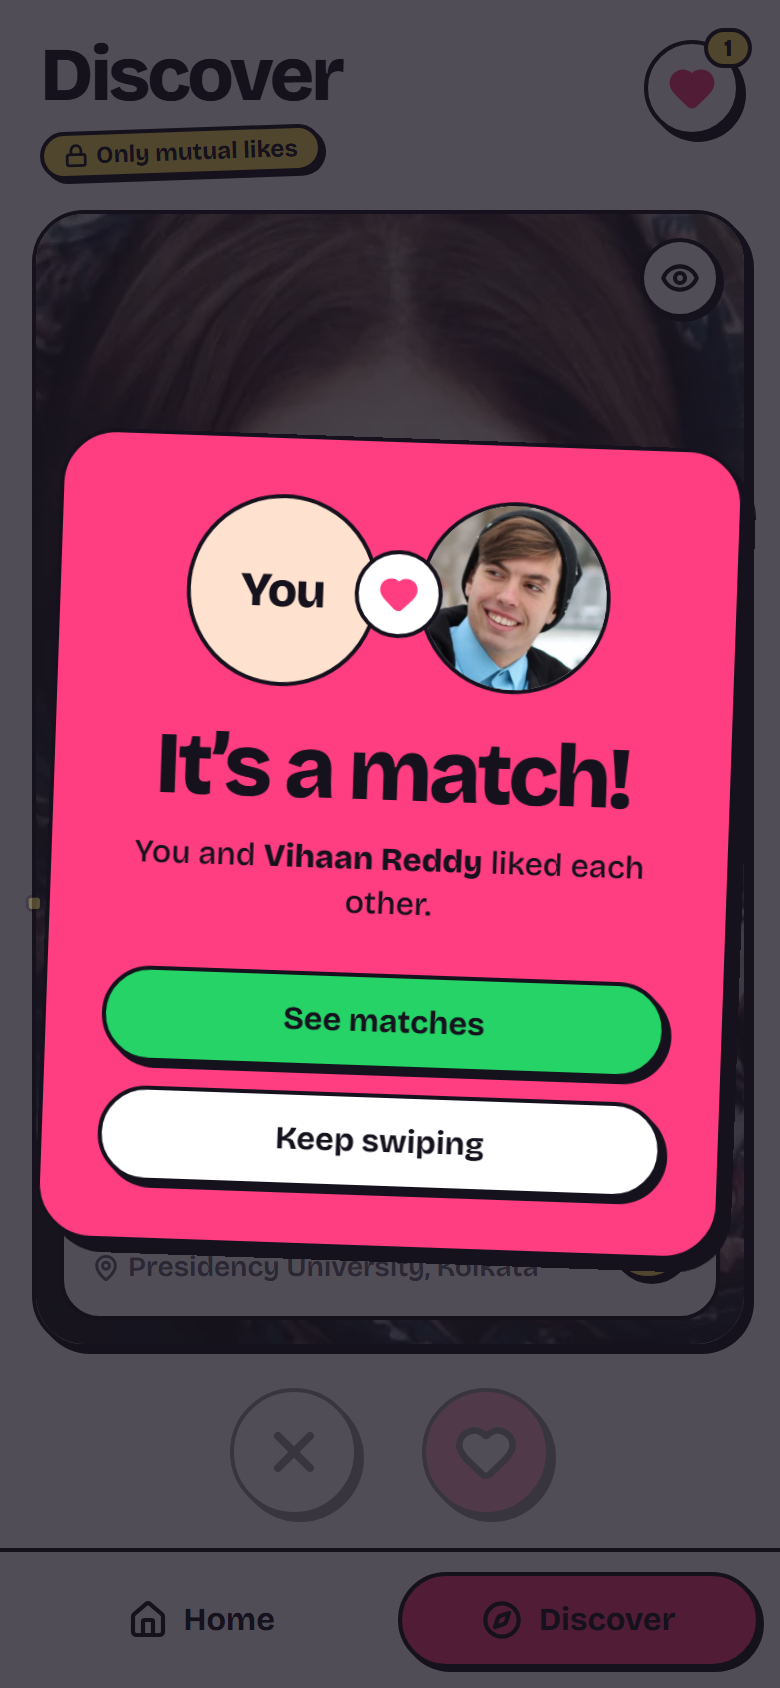 Discover
1
Only mutual likes
You
It's a match!
You and Vihaan Reddy liked each
other.
See matches
Keep swiping
Presidency University, Kolkata
Home
Discover